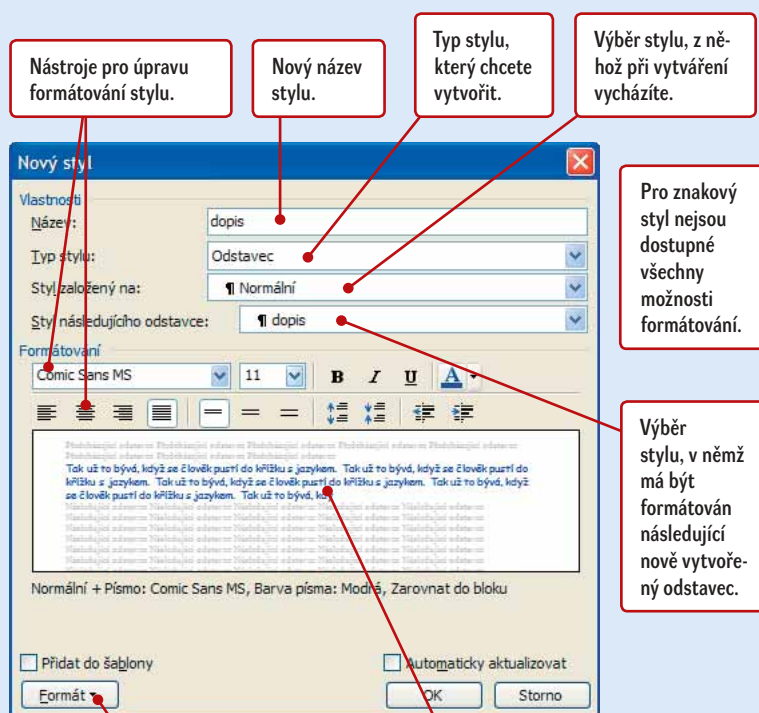 Nástroje pro úpravu
formátování stylu.
Nový název
stylu.
Typ stylu,
který chcete
vytvořit.
Výběr stylu, z ně-
hož při vytváření
vycházíte.
Nový styl
Vlastnosti
Název:
dopis
Typ stylu:
Odstavec
Styl založený na:
¶ Normální
Styl následujícího odstavce:
¶ dopis
Formátování
Comic Sans MS
11
B I U A
Tak už to bývá, když se člověk pustí do křížku s jazykem. Tak už to bývá, když se člověk pustí do
křížku s jazykem. Tak už to bývá, když se člověk pustí do křížku s jazykem. Tak už to bývá, když
se člověk pustí do křížku s jazykem. Tak už to bývá,
Normální + Písmo: Comic Sans MS, Barva písma: Modrá, Zarovnat do bloku
Přidat do šablony
Automaticky aktualizovat
Formát
OK
Storno
Pro znakový
styl nejsou
dostupné
všechny
možnosti
formátování.
Výběr
stylu, v němž
má být
formátován
následující
nově vytvoře-
ný odstavec.